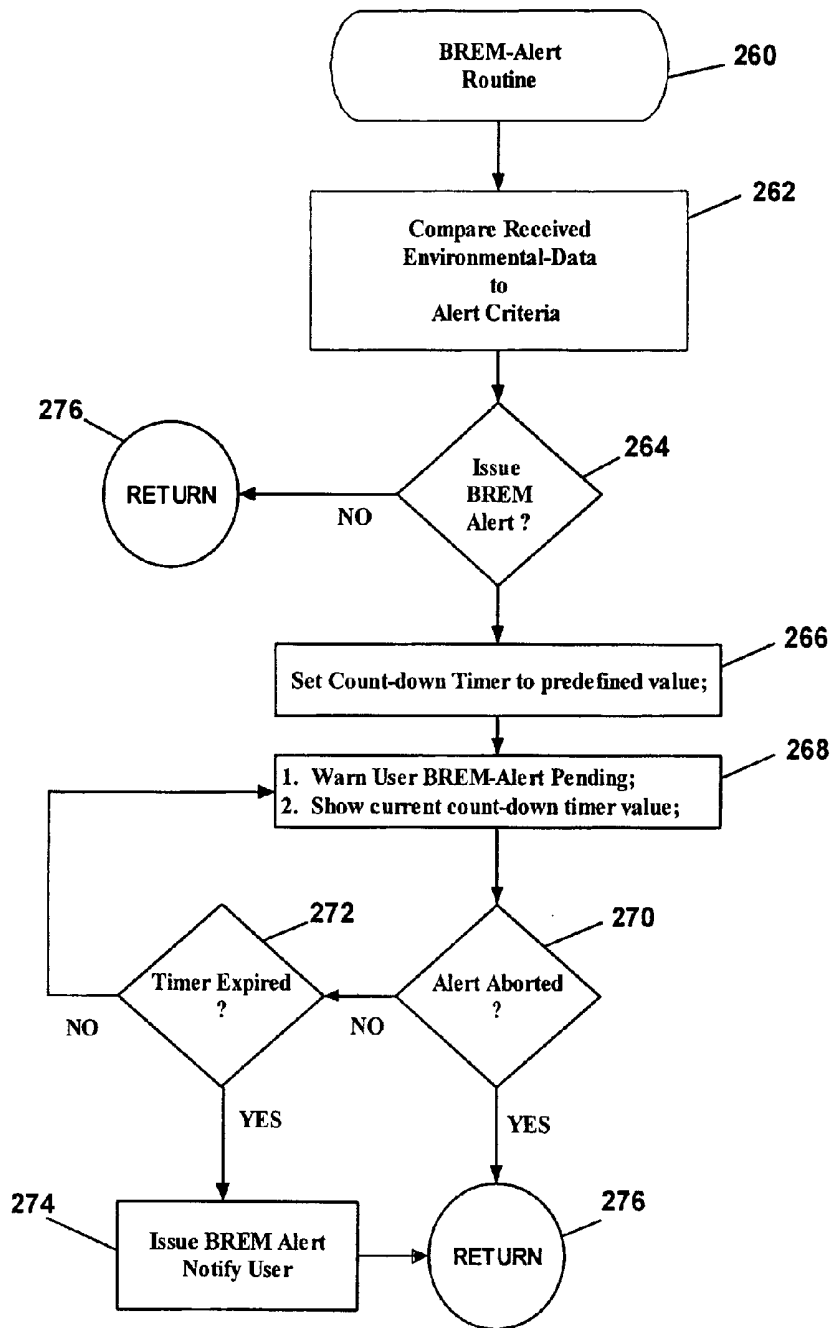 BREM-Alert
Routine
260
262
Compare Received
Environmental-Data
to
Alert Criteria
276
RETURN
NO
264
Issue
BREM
Alert ?
266
Set Count-down Timer to predefined value;
268
1. Warn User BREM-Alert Pending;
2. Show current count-down timer value;
272
270
Timer Expired
?
Alert Aborted
?
NO
NO
YES
YES
274
Issue BREM Alert
Notify User
276
RETURN